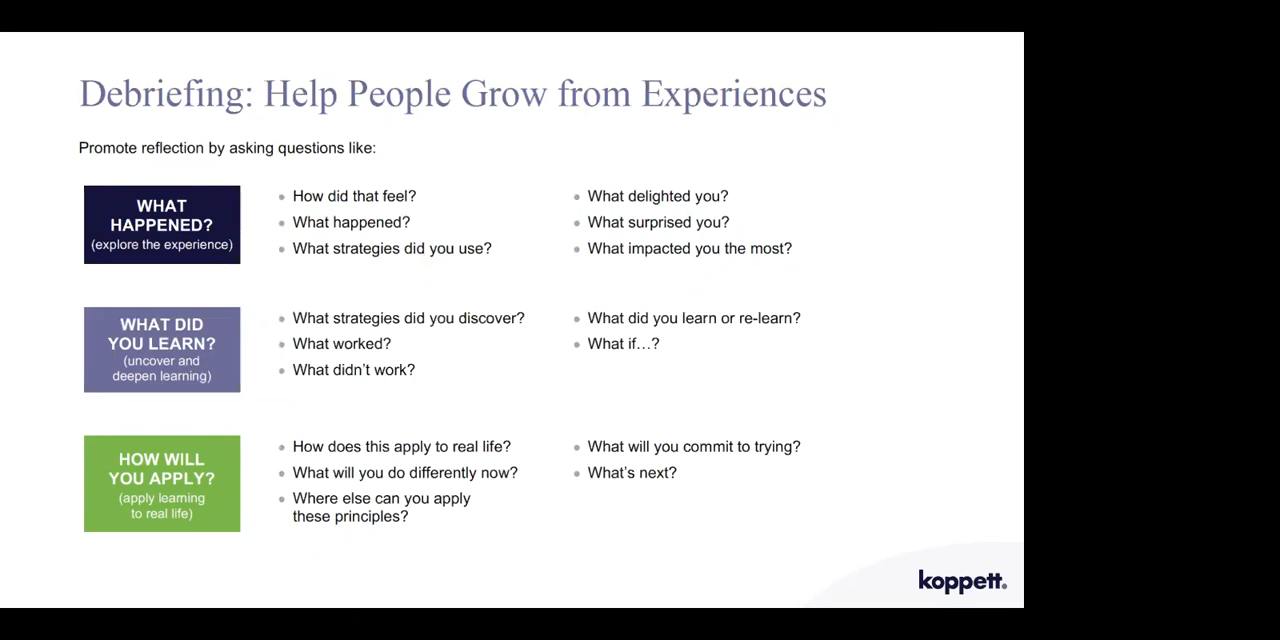 Debriefing: Help People Grow from Experiences
Promote reflection by asking questions like:
WHAT
HAPPENED?
(explore the experience)
• How did that feel?
• What happened?
• What strategies did you use?
• What delighted you?
• What surprised you?
• What impacted you the most?
WHAT DID
YOU LEARN?
(uncover and
deepen learning)
• What strategies did you discover?
• What worked?
• What didn’t work?
• What did you learn or re-learn?
• What if…?
HOW WILL
YOU APPLY?
(apply learning
to real life)
• How does this apply to real life?
• What will you do differently now?
• Where else can you apply
these principles?
• What will you commit to trying?
• What’s next?
koppett.